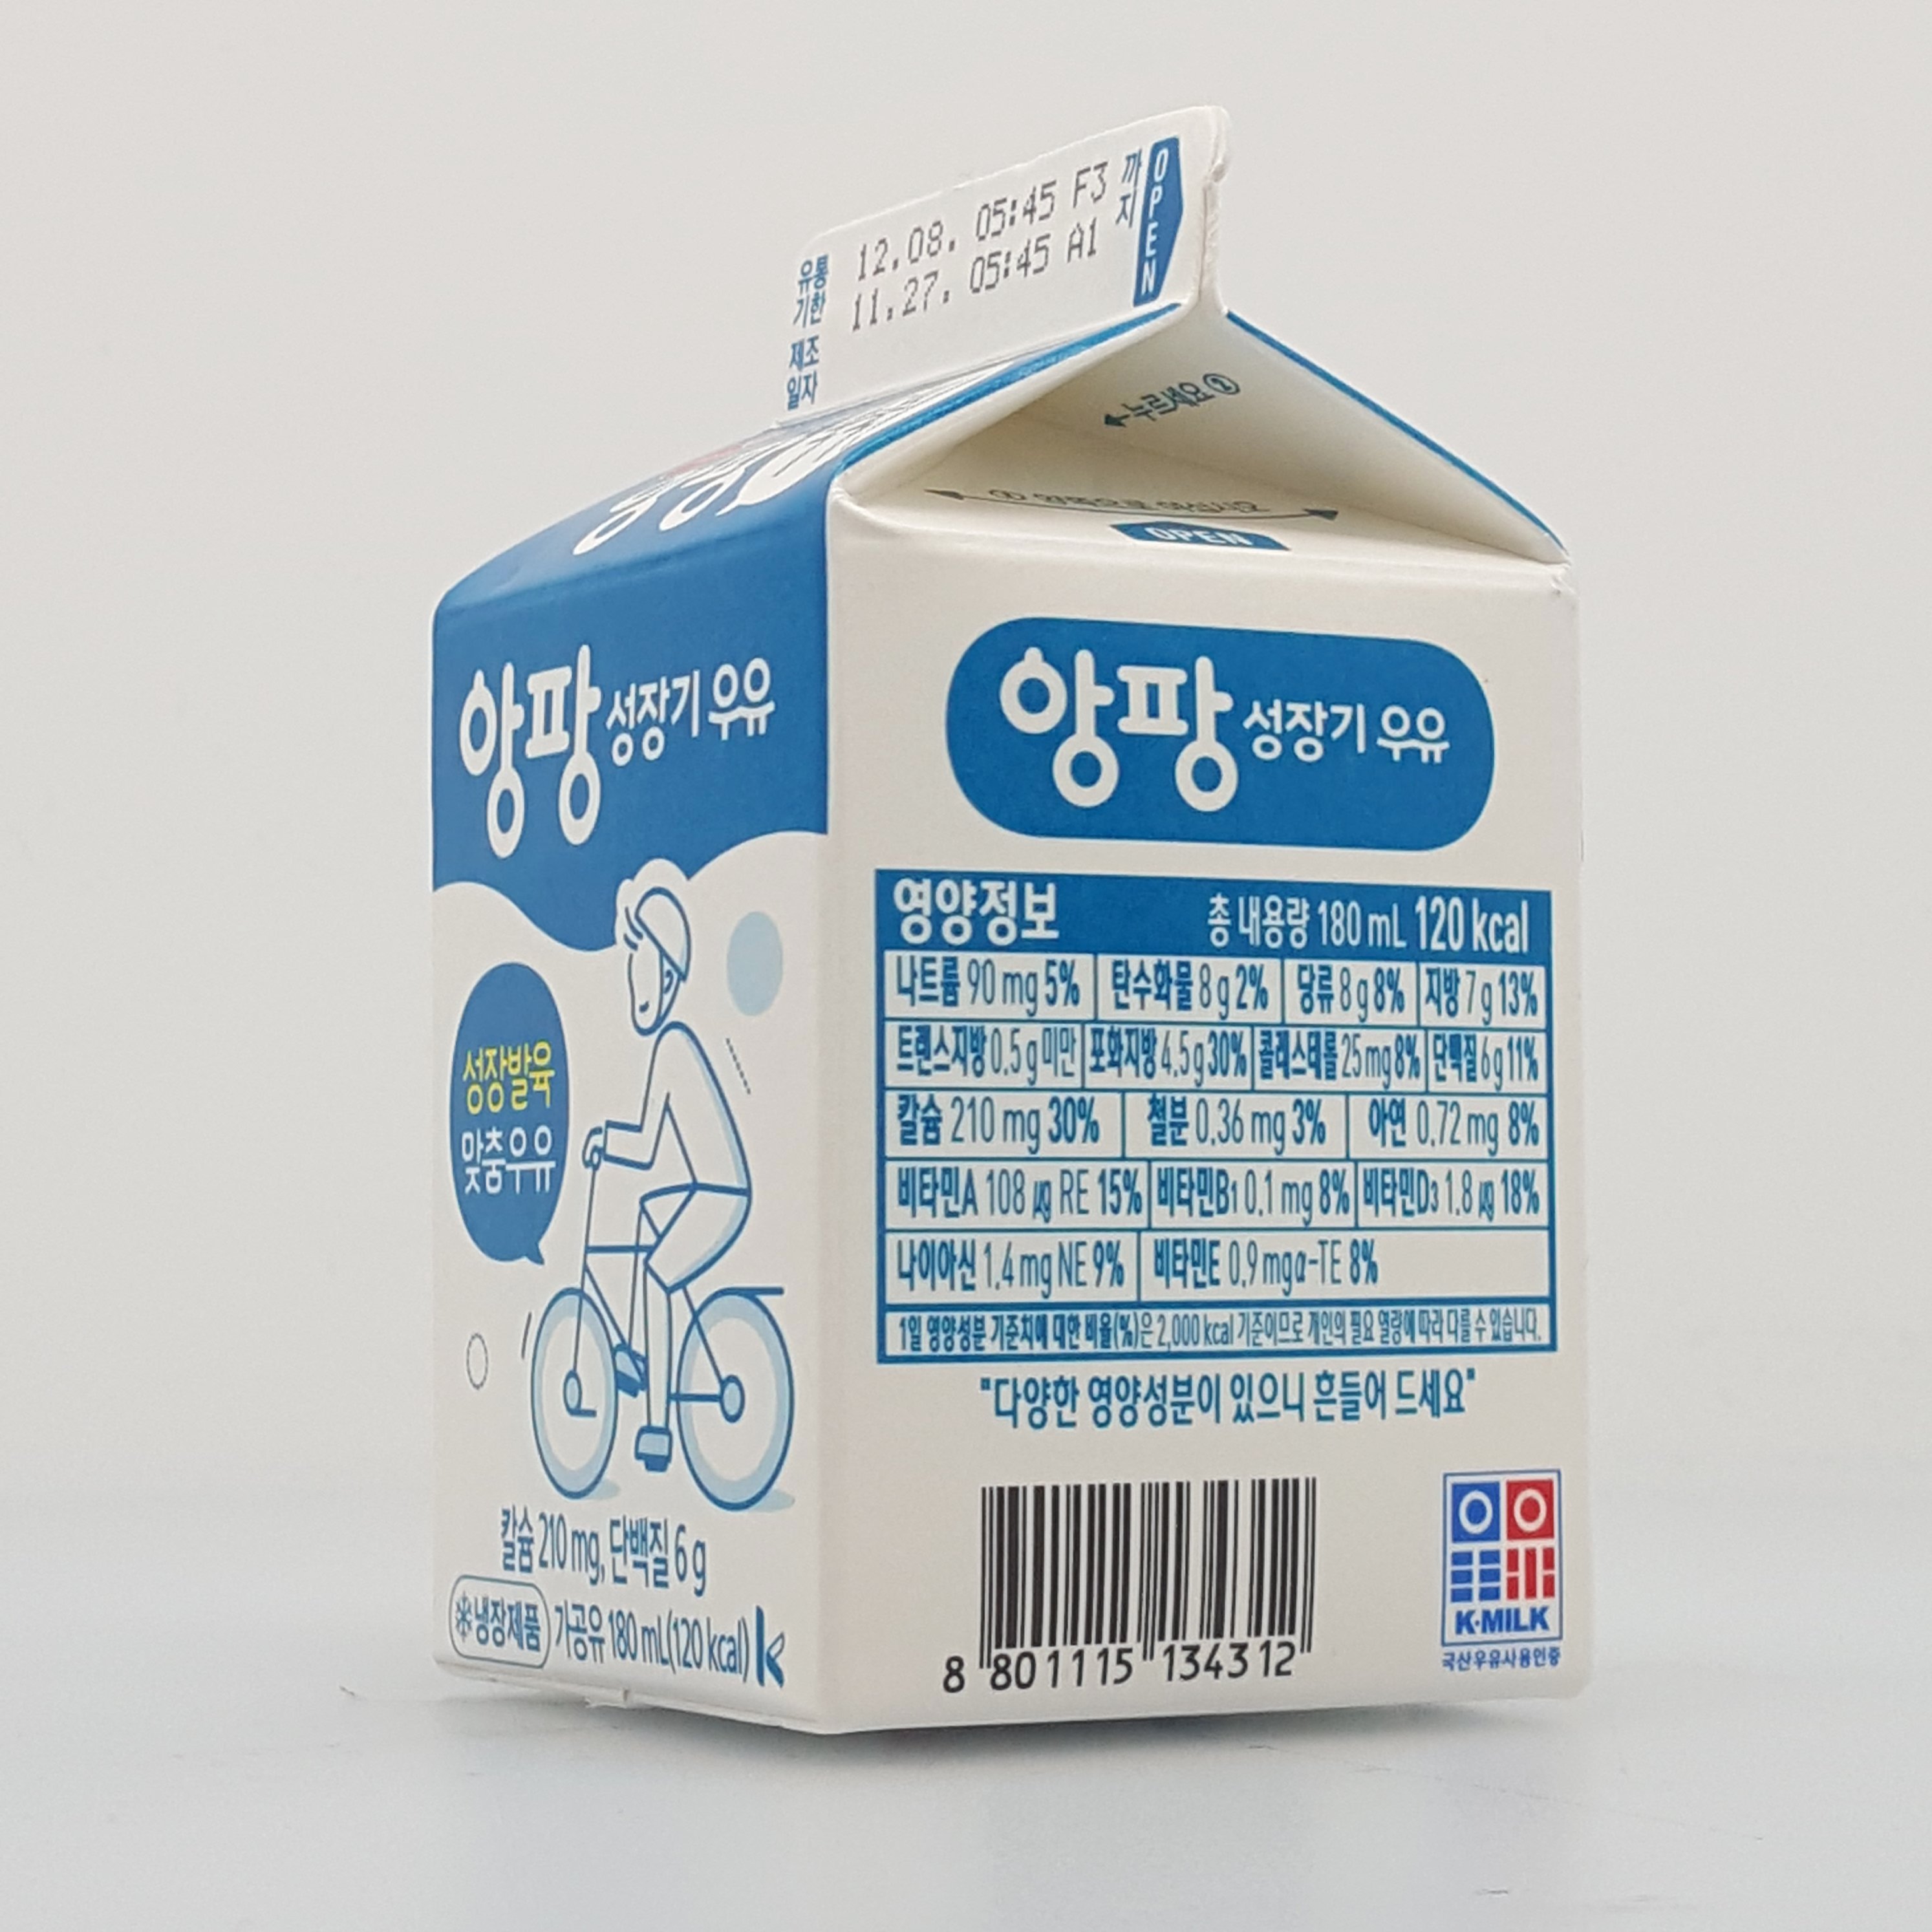 유통
기한
12.08. 05:45 F3
까
지
제조
일자
11.27. 05:45 A1
OPEN
←누르세요 ②
① 양쪽으로 여십시오
OPEN
앙팡 성장기 우유
성장발육
맞춤우유
칼슘 210 mg, 단백질 6 g
냉장제품 가공유 180 mL(120 kcal)
앙팡 성장기 우유
영양정보 총 내용량 180 mL 120 kcal
나트륨 90 mg 5% 탄수화물 8 g 2% 당류 8 g 8% 지방 7 g 13%
트랜스지방 0.5 g 미만 포화지방 4.5 g 30% 콜레스테롤 25 mg 8% 단백질 6 g 11%
칼슘 210 mg 30% 철분 0.36 mg 3% 아연 0.72 mg 8%
비타민A 108 ㎍ RE 15% 비타민B1 0.1 mg 8% 비타민D3 1.8 ㎍ 18%
나이아신 1.4 mg NE 9% 비타민E 0.9 mgα-TE 8%
1일 영양성분 기준치에 대한 비율(%)은 2,000 kcal 기준이므로 개인의 필요 열량에 따라 다를 수 있습니다.
"다양한 영양성분이 있으니 흔들어 드세요"
8 801115 134312
우유
K·MILK
국산우유사용인증